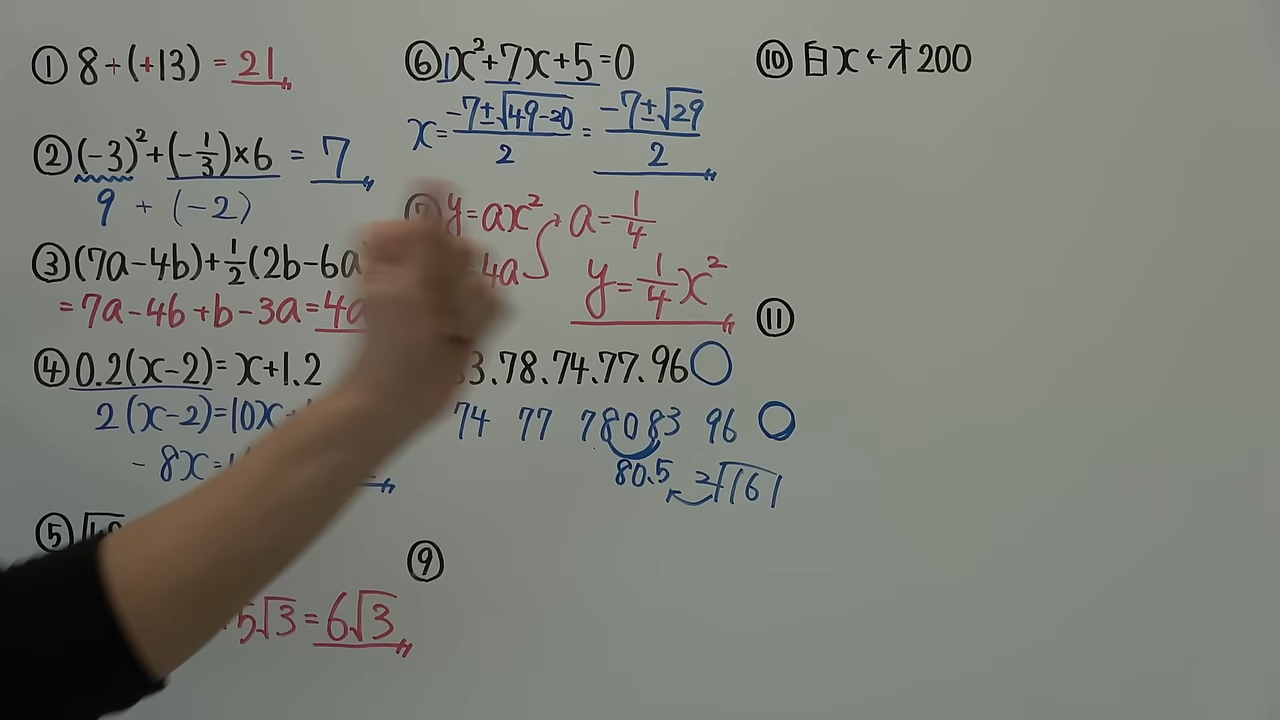 ① 8+(+13) = 21
② (-3)²+(-1/3)×6 = 7
9 + (-2)
③ (7a-4b)+1/2(2b-6a
=7a-4b+b-3a=4a
④ 0.2(x-2)=x+1.2
2(x-2)=10x
-8x=
⑤
5√3=6√3
⑥ 1x²+7x+5=0
x=(-7±√49-20)/2 = (-7±√29)/2
y=ax² a=1/4
4a y=1/4x²
3.78.74.77.96○
74 77 78 80 83 96 ○
80.5 2√161
⑨
⑩ 白x←オ200
⑪